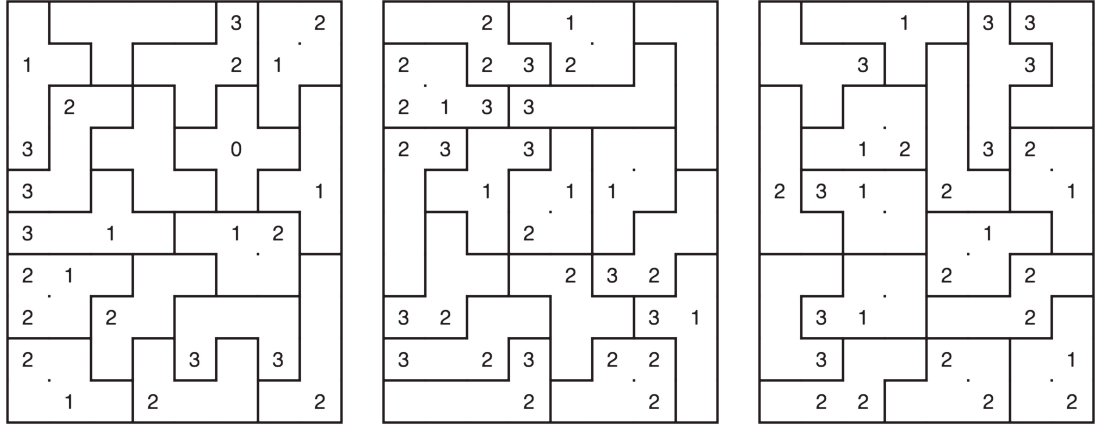 3 2 2 1 1 3 3
1 2 1 2 2 3 2 3 3
2 2 1 3 3
3 0 2 3 3 1 2 3 2
3 1 1 1 1 2 3 1 2 1
3 1 1 2 2 1
2 1 2 3 2 2 2
2 2 3 2 3 1 3 1 2
2 3 3 3 2 3 2 2 3 2 1
1 2 2 2 2 2 2 2 2